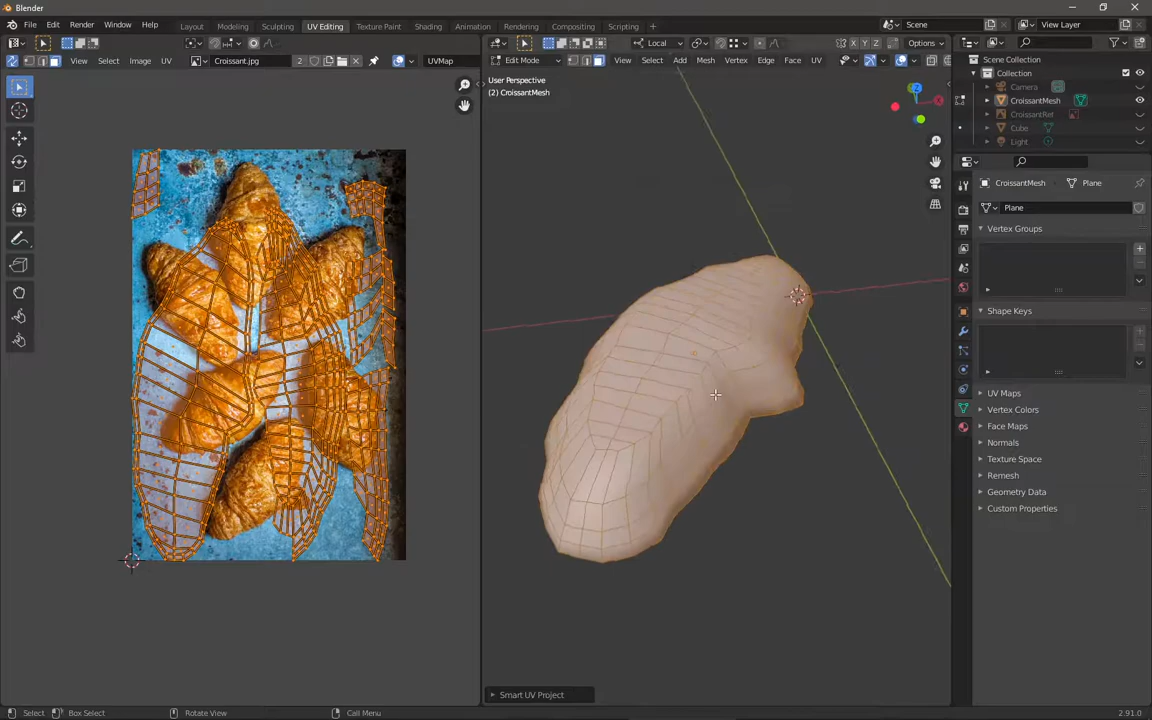 Blender
File Edit Render Window Help Layout Modeling Sculpting UV Editing Texture Paint Shading Animation Rendering Compositing Scripting + Scene View Layer
Local Options
View Select Image UV Croissant.jpg 2 UVMap Edit Mode View Select Add Mesh Vertex Edge Face UV
Scene Collection
Collection
Camera
CroissantMesh
CroissantRef
Cube
Light
User Perspective
(2) CroissantMesh
X Y Z
Z
X
CroissantMesh Plane
Plane
Vertex Groups
Shape Keys
UV Maps
Vertex Colors
Face Maps
Normals
Texture Space
Remesh
Geometry Data
Custom Properties
Smart UV Project
Select Box Select Rotate View Call Menu 2.91.0